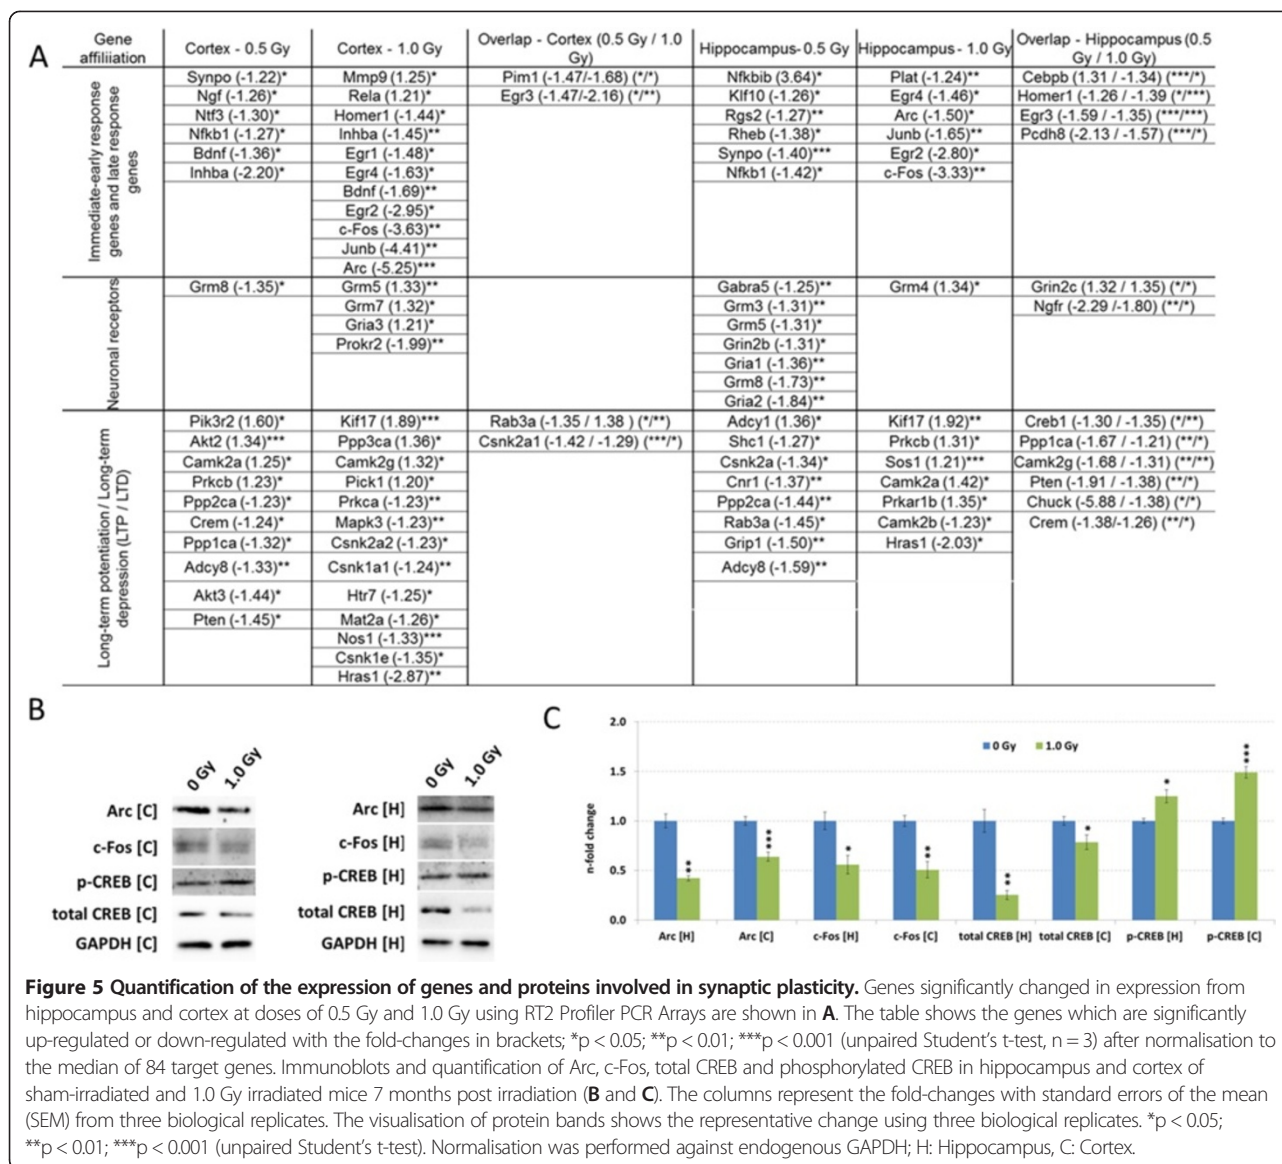 A
Gene affiliiation | Cortex - 0.5 Gy | Cortex - 1.0 Gy | Overlap - Cortex (0.5 Gy / 1.0 Gy) | Hippocampus- 0.5 Gy | Hippocampus - 1.0 Gy | Overlap - Hippocampus (0.5 Gy / 1.0 Gy)
Immediate-early response genes and late response genes
Synpo (-1.22)* | Mmp9 (1.25)* | Pim1 (-1.47/-1.68) (*/*) | Nfkbib (3.64)* | Plat (-1.24)** | Cebpb (1.31 / -1.34) (***/*)
Ngf (-1.26)* | Rela (1.21)* | Egr3 (-1.47/-2.16) (*/**) | Klf10 (-1.26)* | Egr4 (-1.46)* | Homer1 (-1.26 / -1.39 (*/***)
Ntf3 (-1.30)* | Homer1 (-1.44)* | Rgs2 (-1.27)** | Arc (-1.50)* | Egr3 (-1.59 / -1.35) (***/***)
Nfkb1 (-1.27)* | Inhba (-1.45)** | Rheb (-1.38)* | Junb (-1.65)** | Pcdh8 (-2.13 / -1.57) (***/*)
Bdnf (-1.36)* | Egr1 (-1.48)* | Synpo (-1.40)*** | Egr2 (-2.80)*
Inhba (-2.20)* | Egr4 (-1.63)* | Nfkb1 (-1.42)* | c-Fos (-3.33)**
Bdnf (-1.69)**
Egr2 (-2.95)*
c-Fos (-3.63)**
Junb (-4.41)**
Arc (-5.25)***
Neuronal receptors
Grm8 (-1.35)* | Grm5 (1.33)** | Gabra5 (-1.25)** | Grm4 (1.34)* | Grin2c (1.32 / 1.35) (*/*)
Grm7 (1.32)* | Grm3 (-1.31)** | Ngfr (-2.29 /-1.80) (**/*)
Gria3 (1.21)* | Grm5 (-1.31)*
Prokr2 (-1.99)** | Grin2b (-1.31)*
Gria1 (-1.36)**
Grm8 (-1.73)**
Gria2 (-1.84)**
Long-term potentiation / Long-term depression (LTP / LTD)
Pik3r2 (1.60)* | Kif17 (1.89)*** | Rab3a (-1.35 / 1.38 ) (*/**) | Adcy1 (1.36)* | Kif17 (1.92)** | Creb1 (-1.30 / -1.35) (*/**)
Akt2 (1.34)*** | Ppp3ca (1.36)* | Csnk2a1 (-1.42 / -1.29) (***/*) | Shc1 (-1.27)* | Prkcb (1.31)* | Ppp1ca (-1.67 / -1.21) (**/*)
Camk2a (1.25)* | Camk2g (1.32)* | Csnk2a (-1.34)* | Sos1 (1.21)*** | Camk2g (-1.68 / -1.31) (**/**)
Prkcb (1.23)* | Pick1 (1.20)* | Cnr1 (-1.37)** | Camk2a (1.42)* | Pten (-1.91 / -1.38) (**/*)
Ppp2ca (-1.23)* | Prkca (-1.23)** | Ppp2ca (-1.44)** | Prkar1b (1.35)* | Chuck (-5.88 / -1.38) (*/*)
Crem (-1.24)* | Mapk3 (-1.23)** | Rab3a (-1.45)* | Camk2b (-1.23)* | Crem (-1.38/-1.26) (**/*)
Ppp1ca (-1.32)* | Csnk2a2 (-1.23)* | Grip1 (-1.50)** | Hras1 (-2.03)*
Adcy8 (-1.33)** | Csnk1a1 (-1.24)** | Adcy8 (-1.59)**
Akt3 (-1.44)* | Htr7 (-1.25)*
Pten (-1.45)* | Mat2a (-1.26)*
Nos1 (-1.33)***
Csnk1e (-1.35)*
Hras1 (-2.87)**
B
0 Gy 1.0 Gy
Arc [C]
c-Fos [C]
p-CREB [C]
total CREB [C]
GAPDH [C]
0 Gy 1.0 Gy
Arc [H]
c-Fos [H]
p-CREB [H]
total CREB [H]
GAPDH [H]
C
n-fold change
2.0
1.5
1.0
0.5
0.0
0 Gy 1.0 Gy
** *** * ** ** * * ***
Arc [H] Arc [C] c-Fos [H] c-Fos [C] total CREB [H] total CREB [C] p-CREB [H] p-CREB [C]
Figure 5 Quantification of the expression of genes and proteins involved in synaptic plasticity. Genes significantly changed in expression from
hippocampus and cortex at doses of 0.5 Gy and 1.0 Gy using RT2 Profiler PCR Arrays are shown in A. The table shows the genes which are significantly
up-regulated or down-regulated with the fold-changes in brackets; *p < 0.05; **p < 0.01; ***p < 0.001 (unpaired Student's t-test, n = 3) after normalisation to
the median of 84 target genes. Immunoblots and quantification of Arc, c-Fos, total CREB and phosphorylated CREB in hippocampus and cortex of
sham-irradiated and 1.0 Gy irradiated mice 7 months post irradiation (B and C). The columns represent the fold-changes with standard errors of the mean
(SEM) from three biological replicates. The visualisation of protein bands shows the representative change using three biological replicates. *p < 0.05;
**p < 0.01; ***p < 0.001 (unpaired Student's t-test). Normalisation was performed against endogenous GAPDH; H: Hippocampus, C: Cortex.